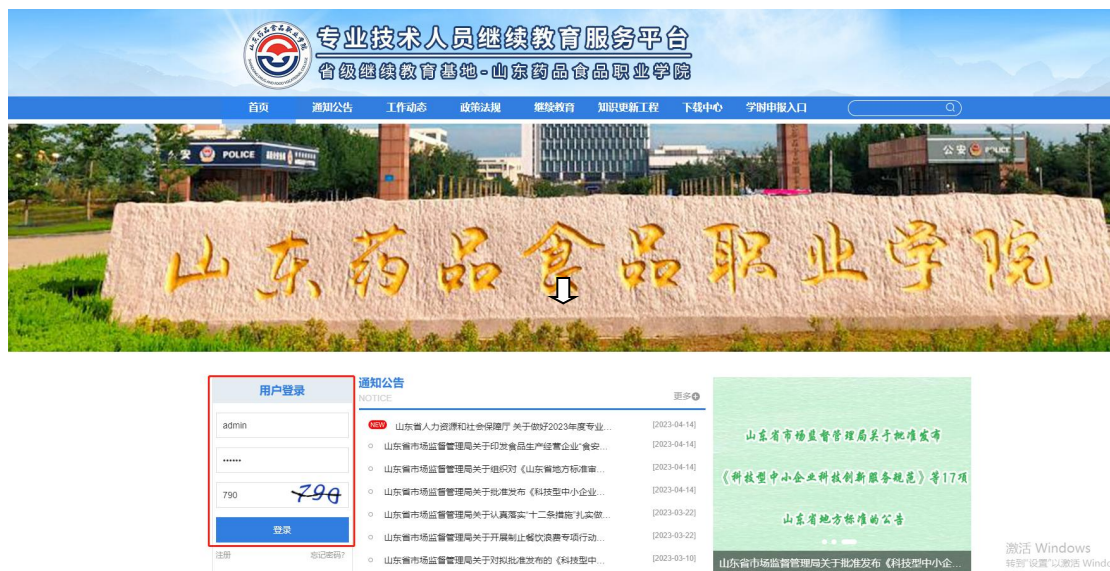 专业技术人员继续教育服务平台
省级继续教育基地-山东药品食品职业学院
首页 通知公告 工作动态 政策法规 继续教育 知识更新工程 下载中心 学时申报入口
公安 POLICE
公安
山东药品食品职业学院
用户登录
admin
••••••
790 790
登录
注册 忘记密码?
通知公告
NOTICE 更多
NEW 山东省人力资源和社会保障厅 关于做好2023年度专业... [2023-04-14]
山东省市场监督管理局关于印发食品生产经营企业"食安... [2023-04-14]
山东省市场监督管理局关于组织对《山东省地方标准审... [2023-04-14]
山东省市场监督管理局关于批准发布《科技型中小企业... [2023-04-14]
山东省市场监督管理局关于认真落实"十二条措施"扎实做... [2023-03-22]
山东省市场监督管理局关于开展制止餐饮浪费专项行动... [2023-03-22]
山东省市场监督管理局关于对拟批准发布的《科技型中... [2023-03-10]
山东省市场监督管理局关于批准发布
《科技型中小企业科技创新服务规范》等17项
山东省地方标准的公告
山东省市场监督管理局关于批准发布《科技型中小企...
激活 Windows
转到"设置"以激活 Windo